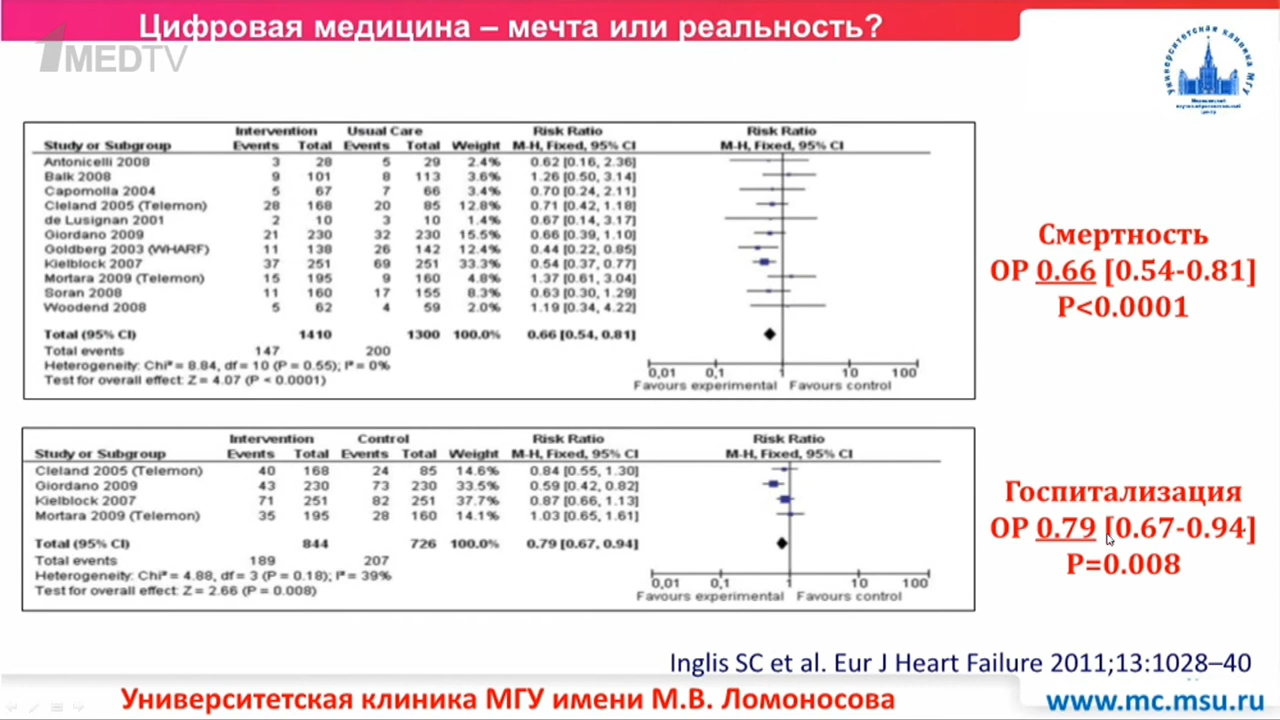 Цифровая медицина – мечта или реальность?
1MEDTV
Университетская клиника МГУ
Intervention Usual Care Risk Ratio Risk Ratio
Study or Subgroup Events Total Events Total Weight M-H, Fixed, 95% CI M-H, Fixed, 95% CI
Antonicelli 2008 3 28 5 29 2.4% 0.62 [0.16, 2.36]
Balk 2008 9 101 8 113 3.6% 1.26 [0.50, 3.14]
Capomolla 2004 5 67 7 66 3.4% 0.70 [0.24, 2.11]
Cleland 2005 (Telemon) 28 168 20 85 12.8% 0.71 [0.42, 1.18]
de Lusignan 2001 2 10 3 10 1.4% 0.67 [0.14, 3.17]
Giordano 2009 21 230 32 230 15.5% 0.66 [0.39, 1.10]
Goldberg 2003 (WHARF) 11 138 26 142 12.4% 0.44 [0.22, 0.85]
Kielblock 2007 37 251 69 251 33.3% 0.54 [0.37, 0.77]
Mortara 2009 (Telemon) 15 195 9 160 4.8% 1.37 [0.61, 3.04]
Soran 2008 11 160 17 155 8.3% 0.63 [0.30, 1.29]
Woodend 2008 5 62 4 59 2.0% 1.19 [0.34, 4.22]
Total (95% CI) 1410 1300 100.0% 0.66 [0.54, 0.81]
Total events 147 200
Heterogeneity: Chi² = 8.84, df = 10 (P = 0.55); I² = 0%
Test for overall effect: Z = 4.07 (P < 0.0001)
0,01 0,1 1 10 100
Favours experimental Favours control
Смертность
ОР 0.66 [0.54-0.81]
P<0.0001
Intervention Control Risk Ratio Risk Ratio
Study or Subgroup Events Total Events Total Weight M-H, Fixed, 95% CI M-H, Fixed, 95% CI
Cleland 2005 (Telemon) 40 168 24 85 14.6% 0.84 [0.55, 1.30]
Giordano 2009 43 230 73 230 33.5% 0.59 [0.42, 0.82]
Kielblock 2007 71 251 82 251 37.7% 0.87 [0.66, 1.13]
Mortara 2009 (Telemon) 35 195 28 160 14.1% 1.03 [0.65, 1.61]
Total (95% CI) 844 726 100.0% 0.79 [0.67, 0.94]
Total events 189 207
Heterogeneity: Chi² = 4.88, df = 3 (P = 0.18); I² = 39%
Test for overall effect: Z = 2.66 (P = 0.008)
0,01 0,1 1 10 100
Favours experimental Favours control
Госпитализация
ОР 0.79 [0.67-0.94]
P=0.008
Inglis SC et al. Eur J Heart Failure 2011;13:1028–40
Университетская клиника МГУ имени М.В. Ломоносова
www.mc.msu.ru